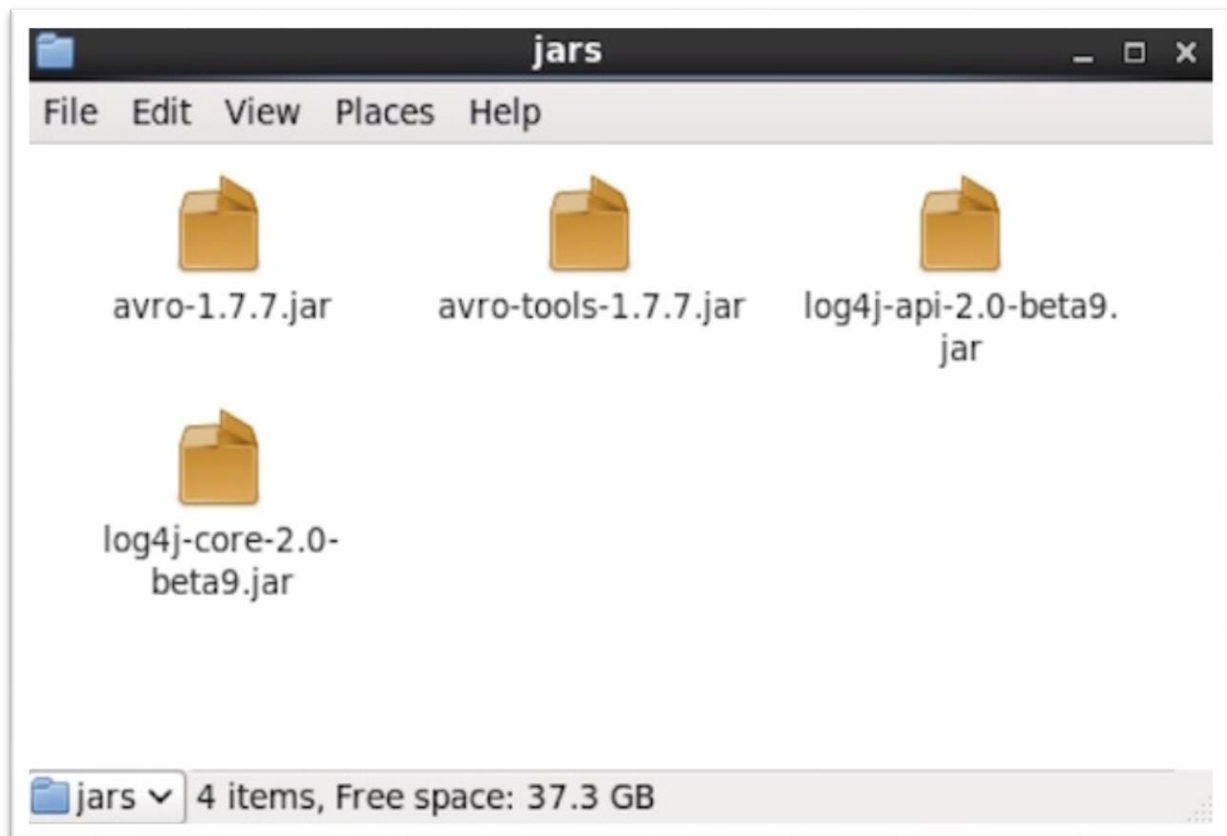 jars
File Edit View Places Help
avro-1.7.7.jar
avro-tools-1.7.7.jar
log4j-api-2.0-beta9.
jar
log4j-core-2.0-
beta9.jar
jars
4 items, Free space: 37.3 GB